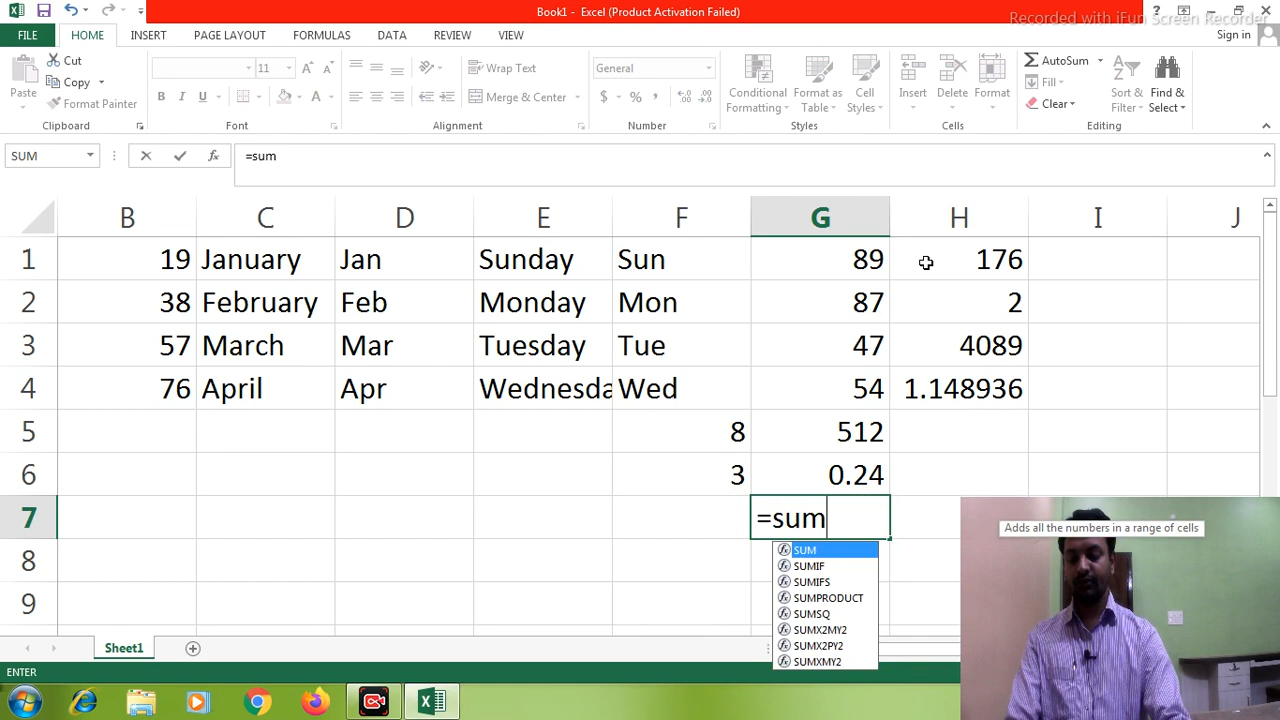 Book1 - Excel (Product Activation Failed)
Recorded with iFun Screen Recorder
FILE HOME INSERT PAGE LAYOUT FORMULAS DATA REVIEW VIEW Sign in
Paste
Cut
Copy
Format Painter
Clipboard
11
B I U A
Font
Wrap Text
Merge & Center
Alignment
General
$ % ,
Number
Conditional Formatting
Format as Table
Cell Styles
Styles
Insert
Delete
Format
Cells
AutoSum
Fill
Clear
Sort & Filter
Find & Select
Editing
SUM fx =sum
B C D E F G H I J
1 19 January Jan Sunday Sun 89 176
2 38 February Feb Monday Mon 87 2
3 57 March Mar Tuesday Tue 47 4089
4 76 April Apr Wednesda Wed 54 1.148936
5 8 512
6 3 0.24
7 =sum
Adds all the numbers in a range of cells
8
9
SUM
SUMIF
SUMIFS
SUMPRODUCT
SUMSQ
SUMX2MY2
SUMX2PY2
SUMXMY2
Sheet1
ENTER